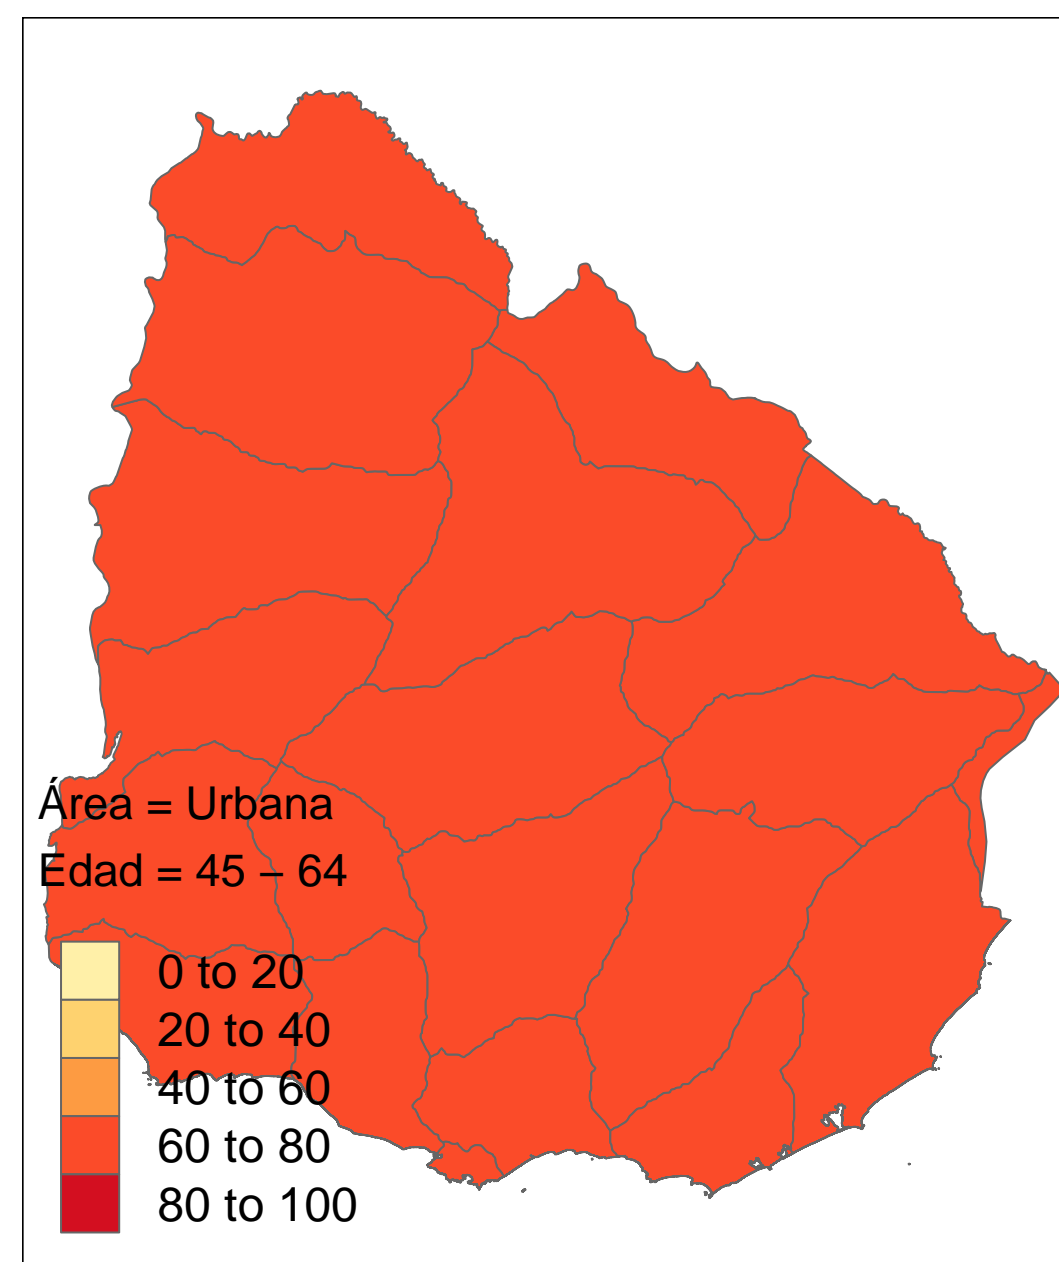 Área = Urbana
Edad = 45 – 64
0 to 20
20 to 40
40 to 60
60 to 80
80 to 100